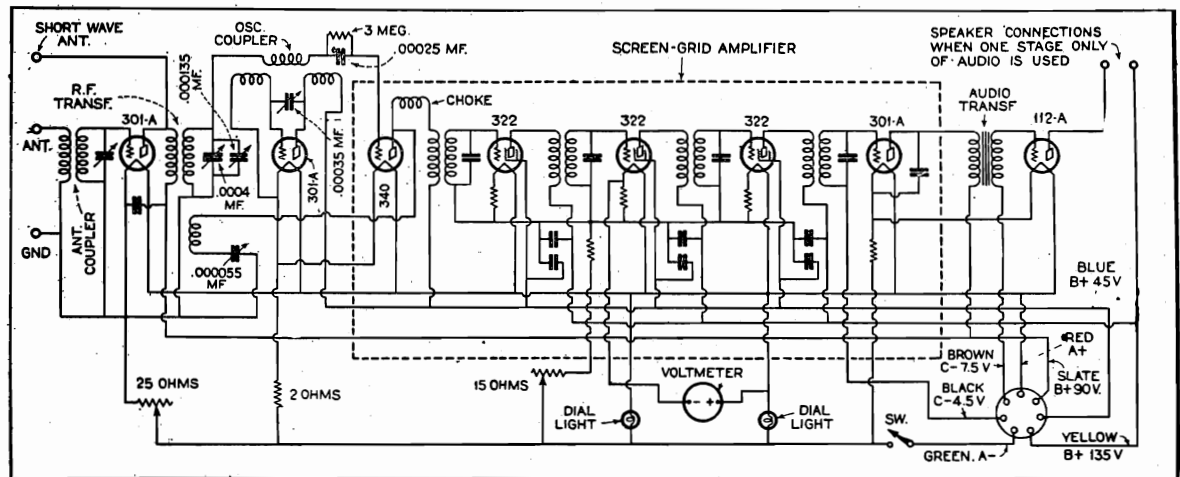 SHORT WAVE
ANT.
OSC.
COUPLER
3 MEG.
.00025 MF.
SCREEN-GRID AMPLIFIER
SPEAKER CONNECTIONS
WHEN ONE STAGE ONLY
OF AUDIO IS USED
.000135
MF.
R.F.
TRANSF.
CHOKE
AUDIO
TRANSF
301-A
322
322
322
301-A
112-A
ANT.
.00035 MF.
301-A
340
.0004
MF.
ANT.
COUPLER
GND
.000055
MF
BLUE
B+ 45V
RED
A+
BROWN
C-7.5 V
SLATE
B+90V.
BLACK
C-4.5V
25 OHMS
2 OHMS
15 OHMS
VOLTMETER
- +
DIAL
LIGHT
DIAL
LIGHT
SW.
GREEN. A-
YELLOW
B+ 135 V